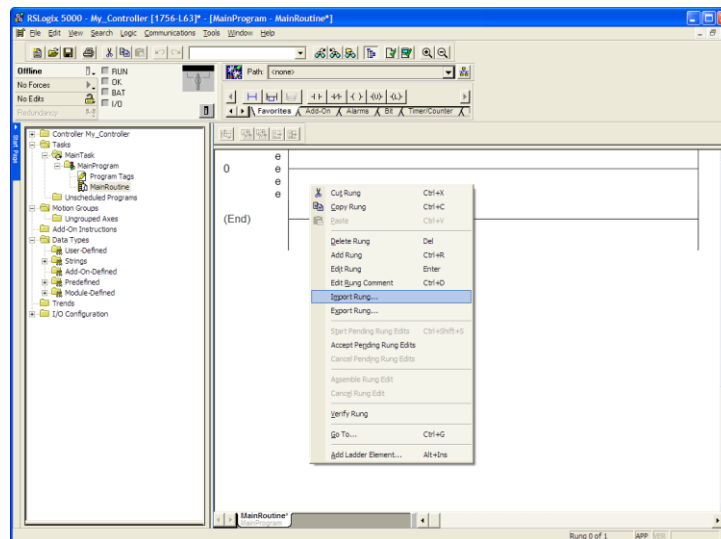 RSLogix 5000 - My_Controller [1756-L63]* - [MainProgram - MainRoutine*]
File Edit View Search Logic Communications Tools Window Help
Offline
RUN
Path: <none>
No Forces
OK
BAT
No Edits
I/O
Redundancy
Favorites Add-On Alarms Bit Timer/Counter
Start Page
Controller My_Controller
Tasks
MainTask
MainProgram
Program Tags
MainRoutine
Unscheduled Programs
Motion Groups
Ungrouped Axes
Add-On Instructions
Data Types
User-Defined
Strings
Add-On-Defined
Predefined
Module-Defined
Trends
I/O Configuration
e
0 e
e
e
(End)
Cut Rung Ctrl+X
Copy Rung Ctrl+C
Paste Ctrl+V
Delete Rung Del
Add Rung Ctrl+R
Edit Rung Enter
Edit Rung Comment Ctrl+D
Import Rung...
Export Rung...
Start Pending Rung Edits Ctrl+Shift+S
Accept Pending Rung Edits
Cancel Pending Rung Edits
Assemble Rung Edit
Cancel Rung Edit
Verify Rung
Go To... Ctrl+G
Add Ladder Element... Alt+Ins
MainRoutine*
MainProgram
Rung 0 of 1 APP VER